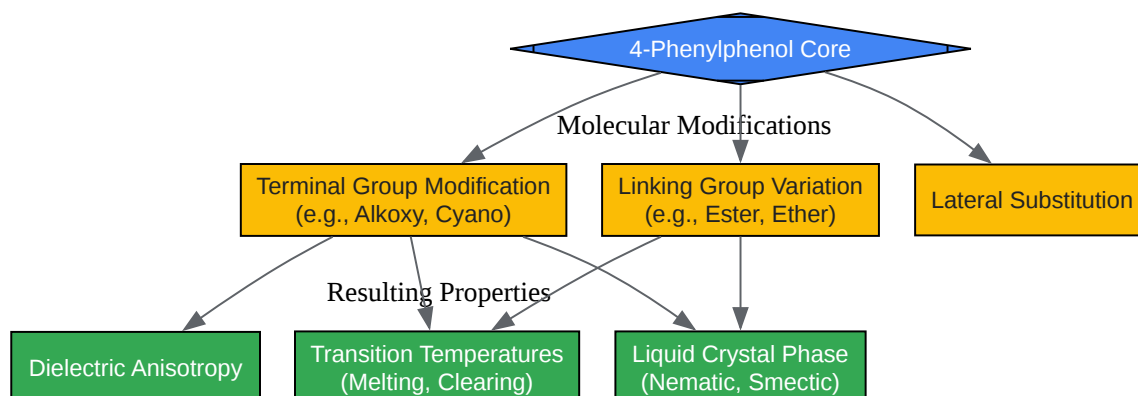 4-Phenylphenol Core
Molecular Modifications
Terminal Group Modification
(e.g., Alkoxy, Cyano)
Linking Group Variation
(e.g., Ester, Ether)
Lateral Substitution
Resulting Properties
Dielectric Anisotropy
Transition Temperatures
(Melting, Clearing)
Liquid Crystal Phase
(Nematic, Smectic)